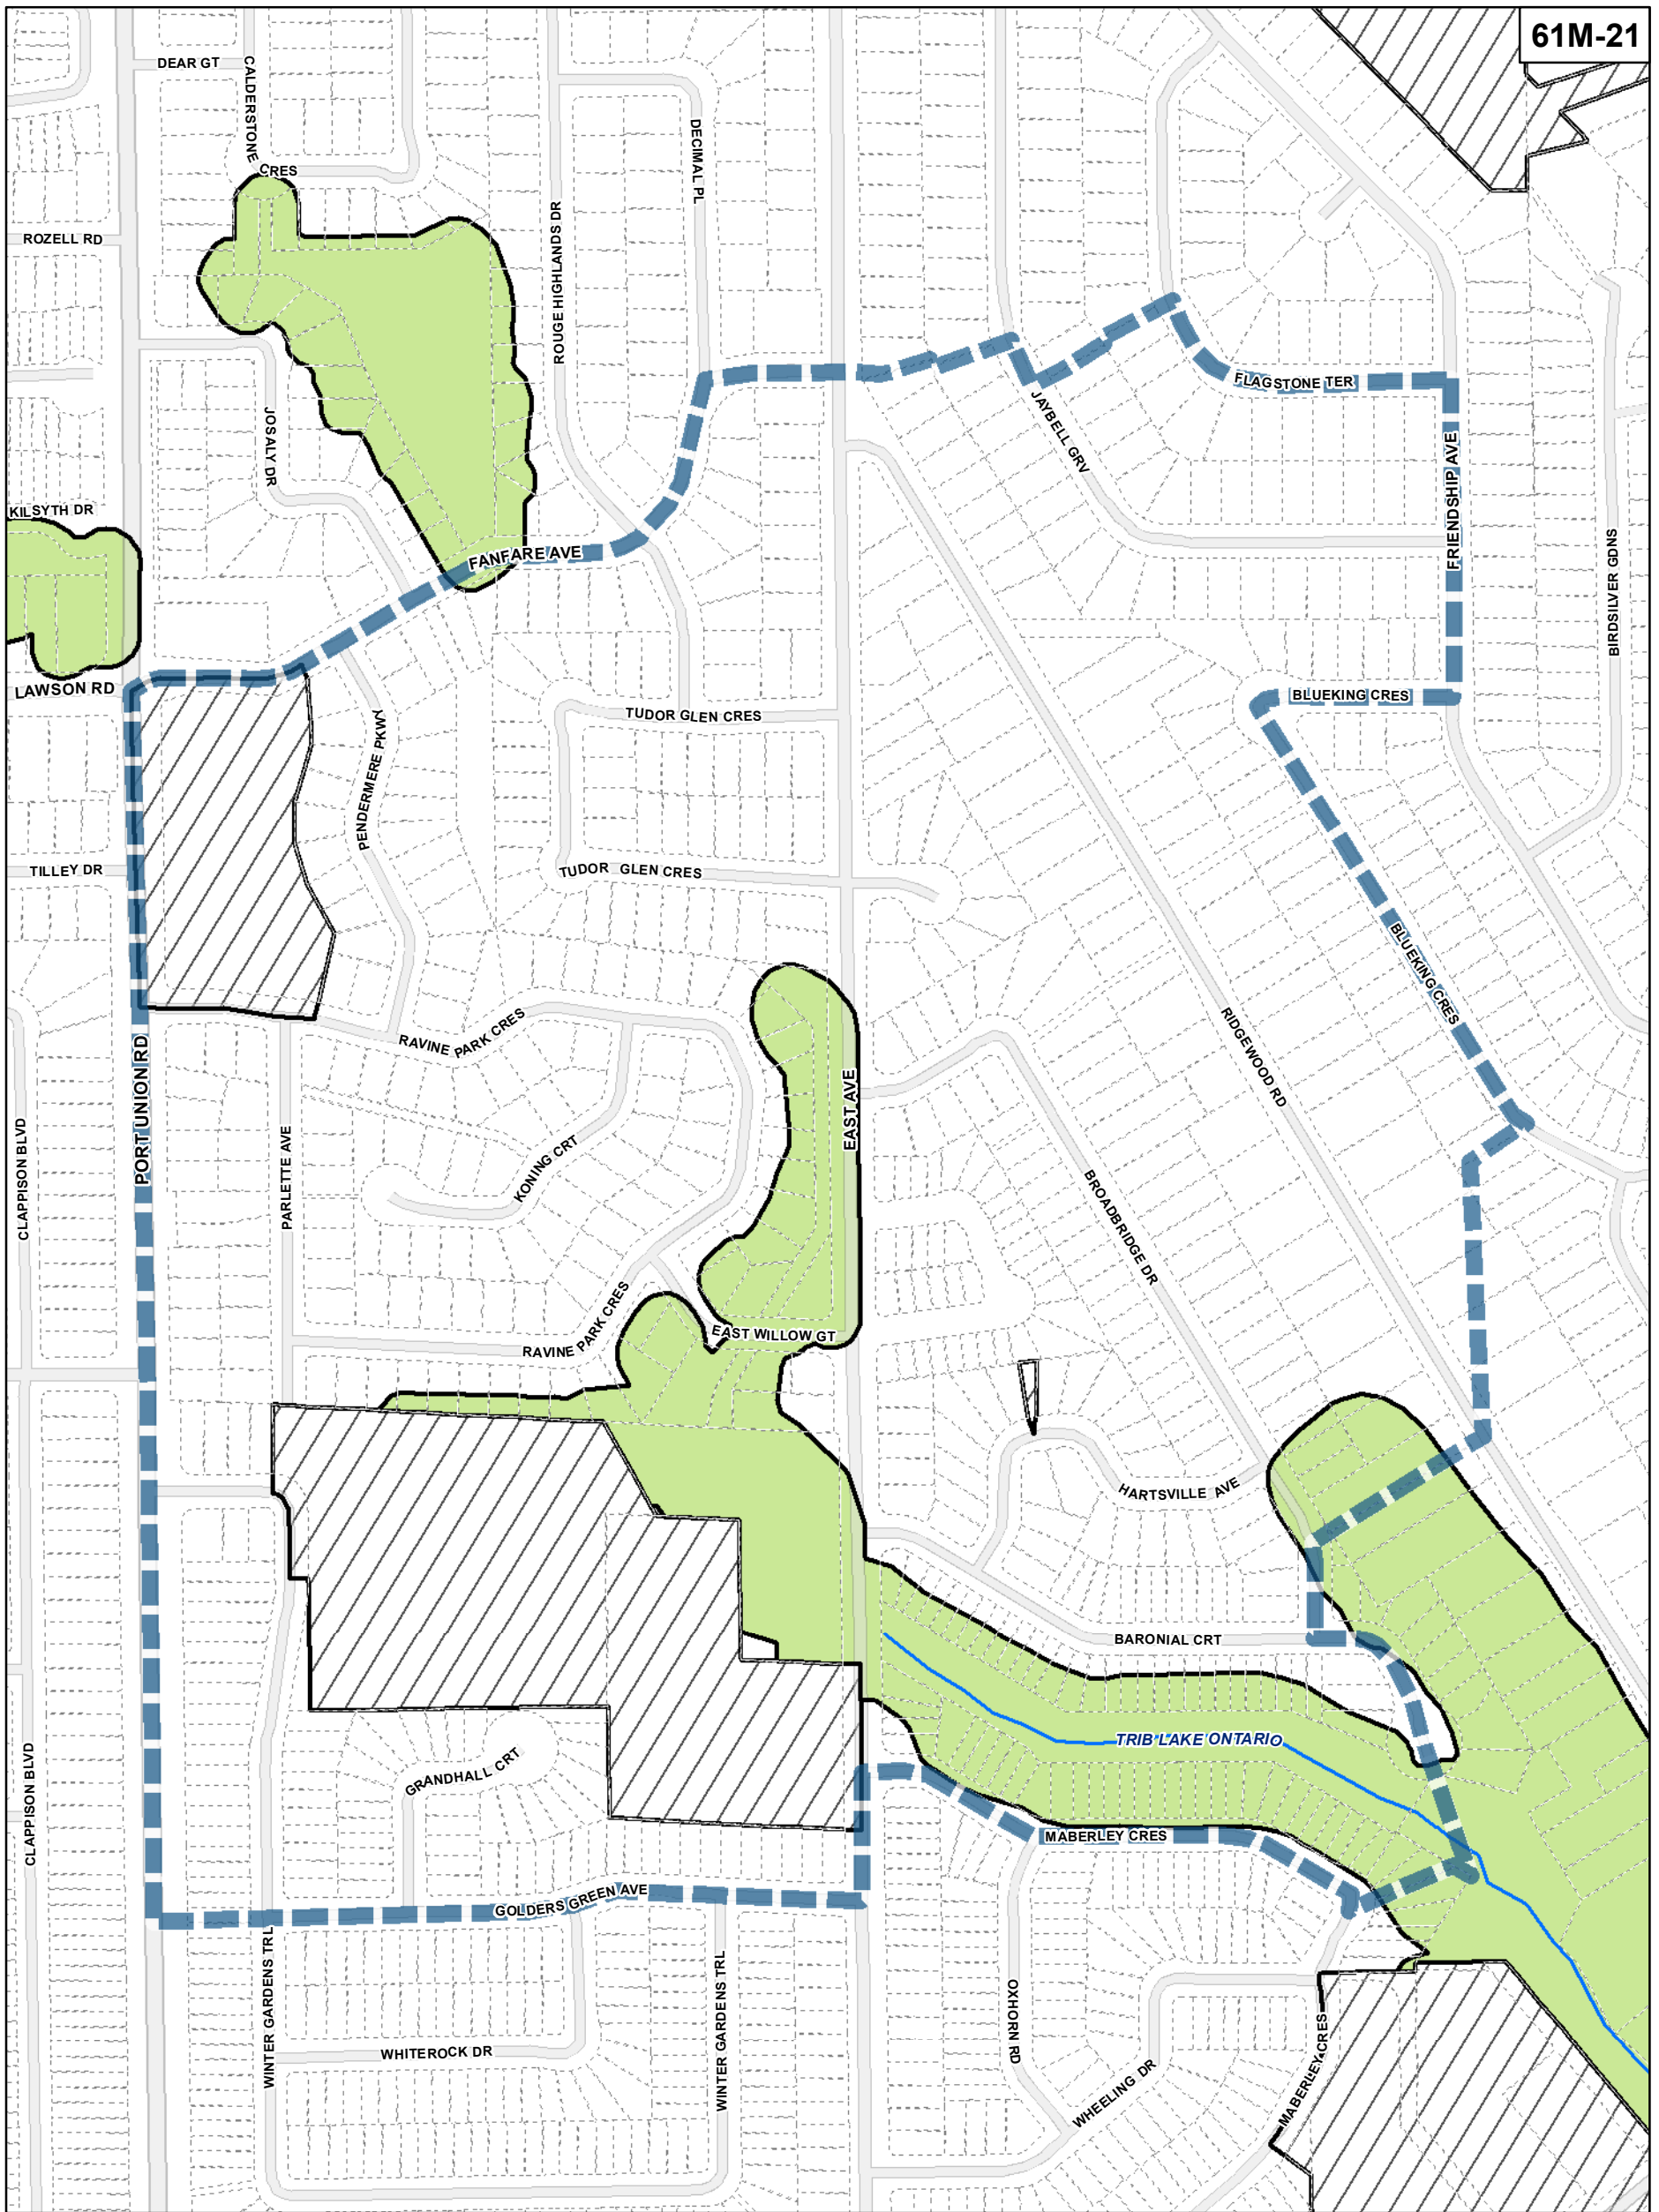 61M-21
DEAR GT
CALDERSTONE
CRES
DECIMAL PL
ROZELL RD
ROUGE HIGHLANDS DR
FLAGSTONE TER
JAYBELL GRV
JOSALY DR
FRIENDSHIP AVE
KILSYTH DR
FANFARE AVE
BIRDSILVER GDNS
LAWSON RD
BLUEKING CRES
TUDOR GLEN CRES
PENDERMERE PKWY
TILLEY DR
TUDOR GLEN CRES
BLUEKING CRES
RAVINE PARK CRES
RIDGEWOOD RD
PORT UNION RD
EAST AVE
CLAPPISON BLVD
PARLETTE AVE
KONING CRT
BROADBRIDGE DR
RAVINE PARK CRES
EAST WILLOW GT
HARTSVILLE AVE
BARONIAL CRT
TRIB LAKE ONTARIO
GRANDHALL CRT
CLAPPISON BLVD
MABERLEY CRES
GOLDERS GREEN AVE
WINTER GARDENS TRL
WINTER GARDENS TRL
OXHORN RD
WHITEROCK DR
MABERLEY CRES
WHEELING DR